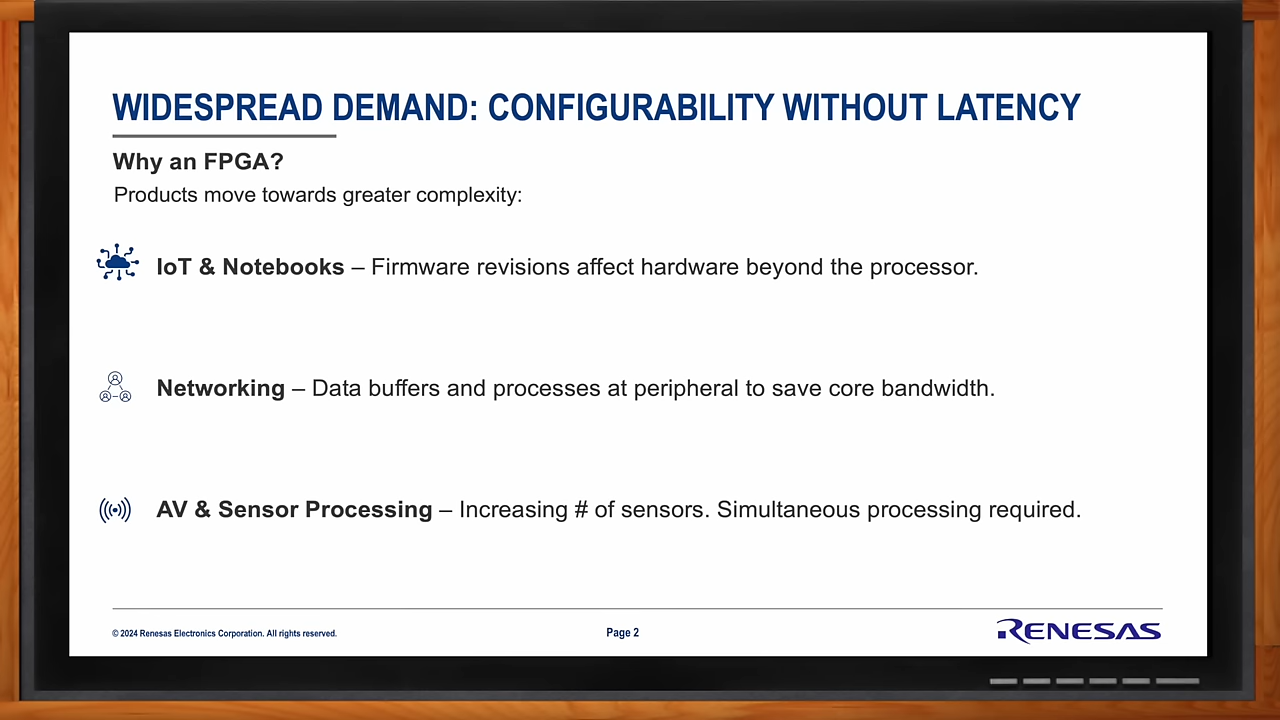 WIDESPREAD DEMAND: CONFIGURABILITY WITHOUT LATENCY
Why an FPGA?
Products move towards greater complexity:
IoT & Notebooks – Firmware revisions affect hardware beyond the processor.
Networking – Data buffers and processes at peripheral to save core bandwidth.
AV & Sensor Processing – Increasing # of sensors. Simultaneous processing required.
© 2024 Renesas Electronics Corporation. All rights reserved.
Page 2
RENESAS